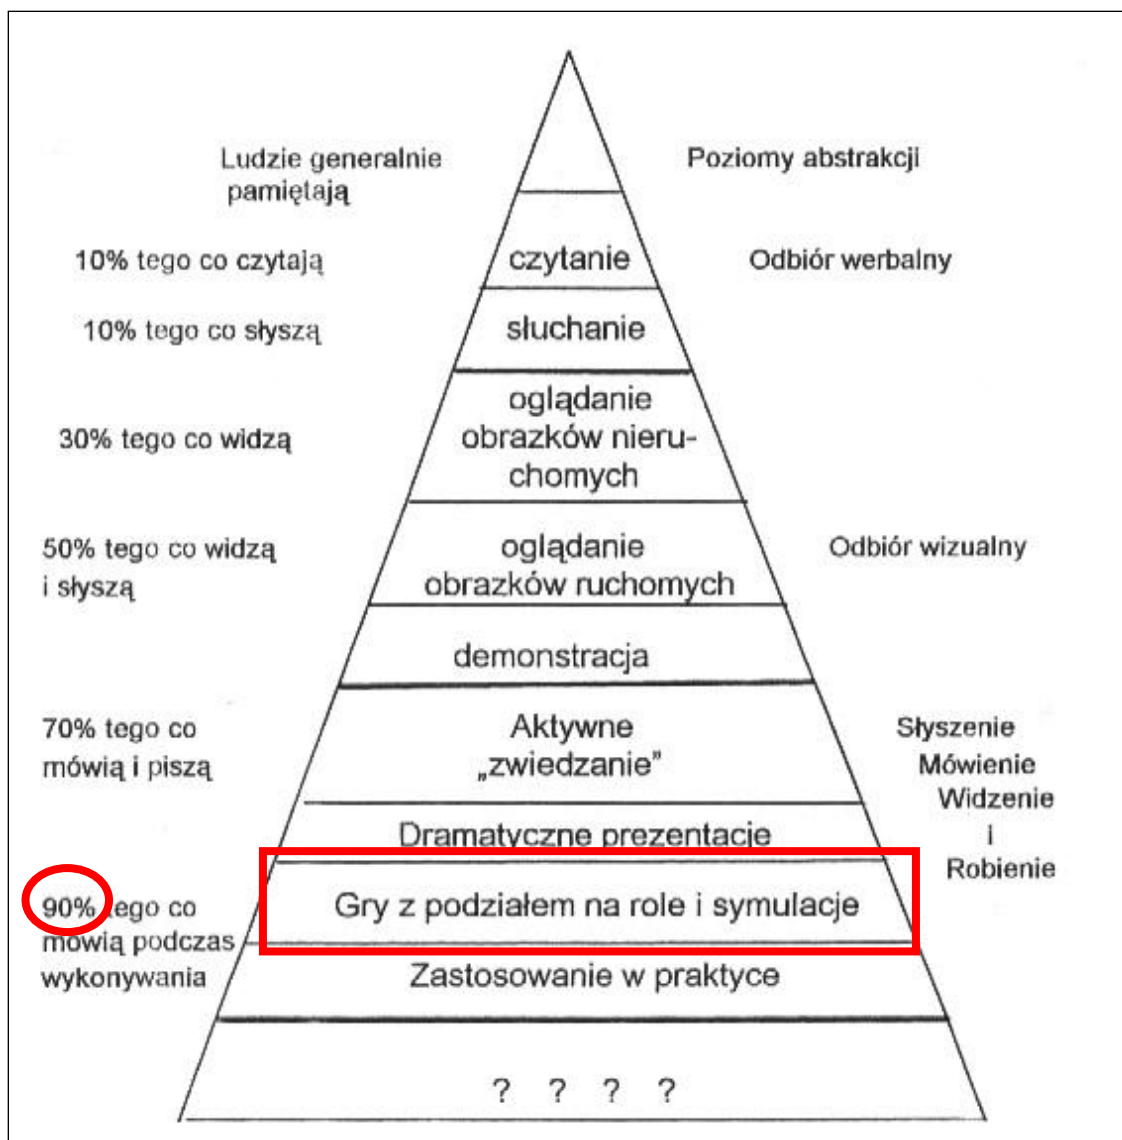 Ludzie generalnie
pamiętają
Poziomy abstrakcji
10% tego co czytają
czytanie
Odbiór werbalny
10% tego co słyszą
słuchanie
30% tego co widzą
oglądanie
obrazków nieru-
chomych
50% tego co widzą
i słyszą
oglądanie
obrazków ruchomych
Odbiór wizualny
demonstracja
70% tego co
mówią i piszą
Aktywne
„zwiedzanie”
Słyszenie
Mówienie
Widzenie
i
Robienie
Dramatyczne prezentacje
90% tego co
mówią podczas
wykonywania
Gry z podziałem na role i symulacje
Zastosowanie w praktyce
? ? ? ?